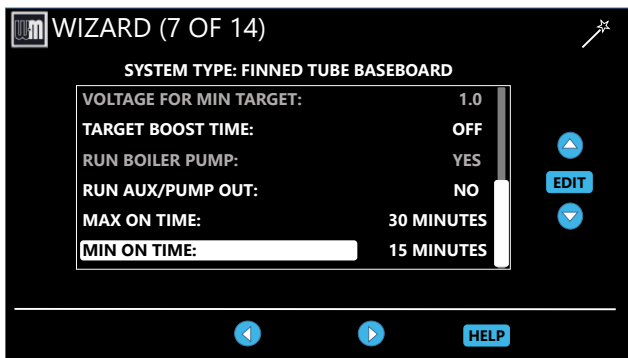 WM WIZARD (7 OF 14)
SYSTEM TYPE: FINNED TUBE BASEBOARD
VOLTAGE FOR MIN TARGET: 1.0
TARGET BOOST TIME: OFF
RUN BOILER PUMP: YES
EDIT
RUN AUX/PUMP OUT: NO
MAX ON TIME: 30 MINUTES
MIN ON TIME: 15 MINUTES
HELP